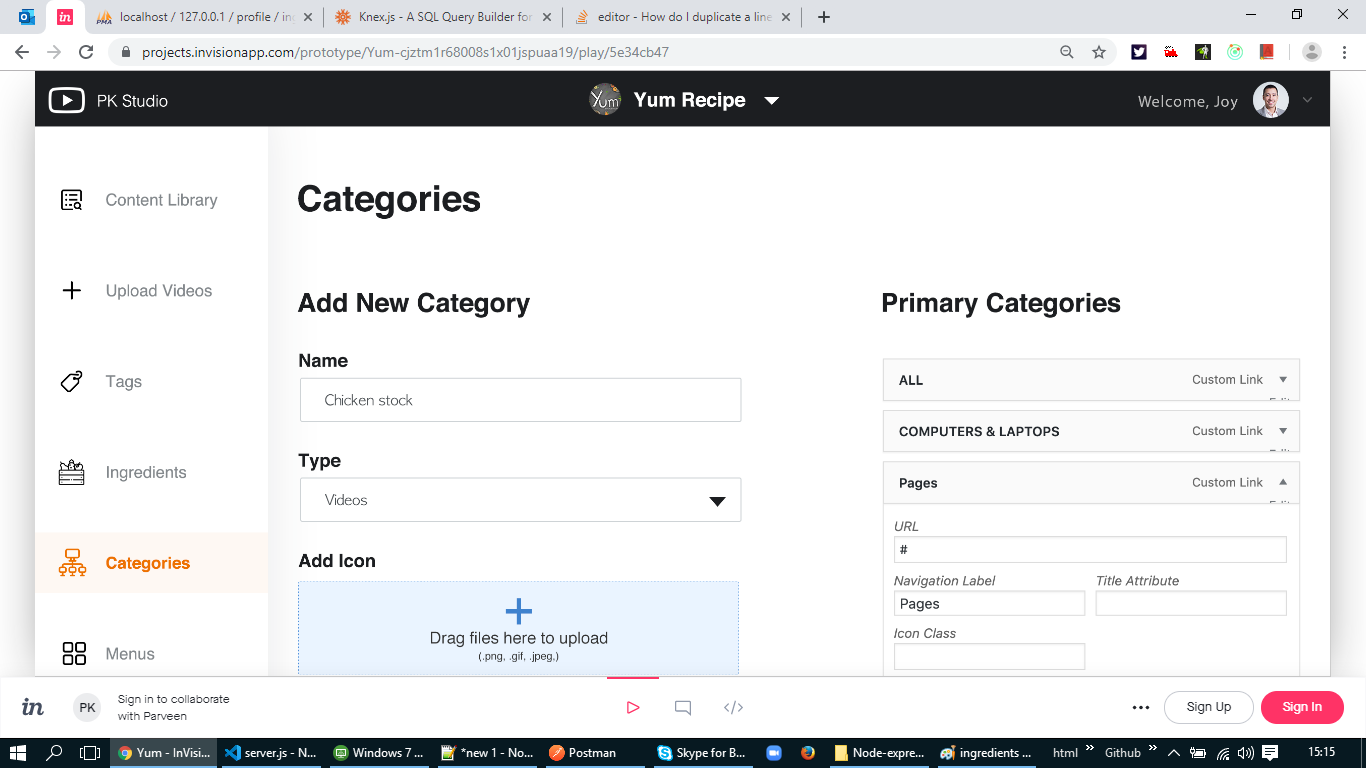 in
localhost / 127.0.0.1 / profile / in
Knex.js - A SQL Query Builder for
editor - How do I duplicate a line
projects.invisionapp.com/prototype/Yum-cjztm1r68008s1x01jspuaa19/play/5e34cb47
PK Studio
Yum
Yum Recipe
Welcome, Joy
Content Library
Upload Videos
Tags
Ingredients
Categories
Menus
Categories
Add New Category
Name
Chicken stock
Type
Videos
Add Icon
Drag files here to upload
(.png, .gif, .jpeg,)
Primary Categories
ALL
Custom Link
COMPUTERS & LAPTOPS
Custom Link
Pages
Custom Link
URL
#
Navigation Label
Title Attribute
Pages
Icon Class
in
PK
Sign in to collaborate
with Parveen
</>
Sign Up
Sign In
Yum - InVisi...
server.js - N...
Windows 7 ...
*new 1 - No...
Postman
Skype for B...
Node-expre...
ingredients ...
html
Github
15:15